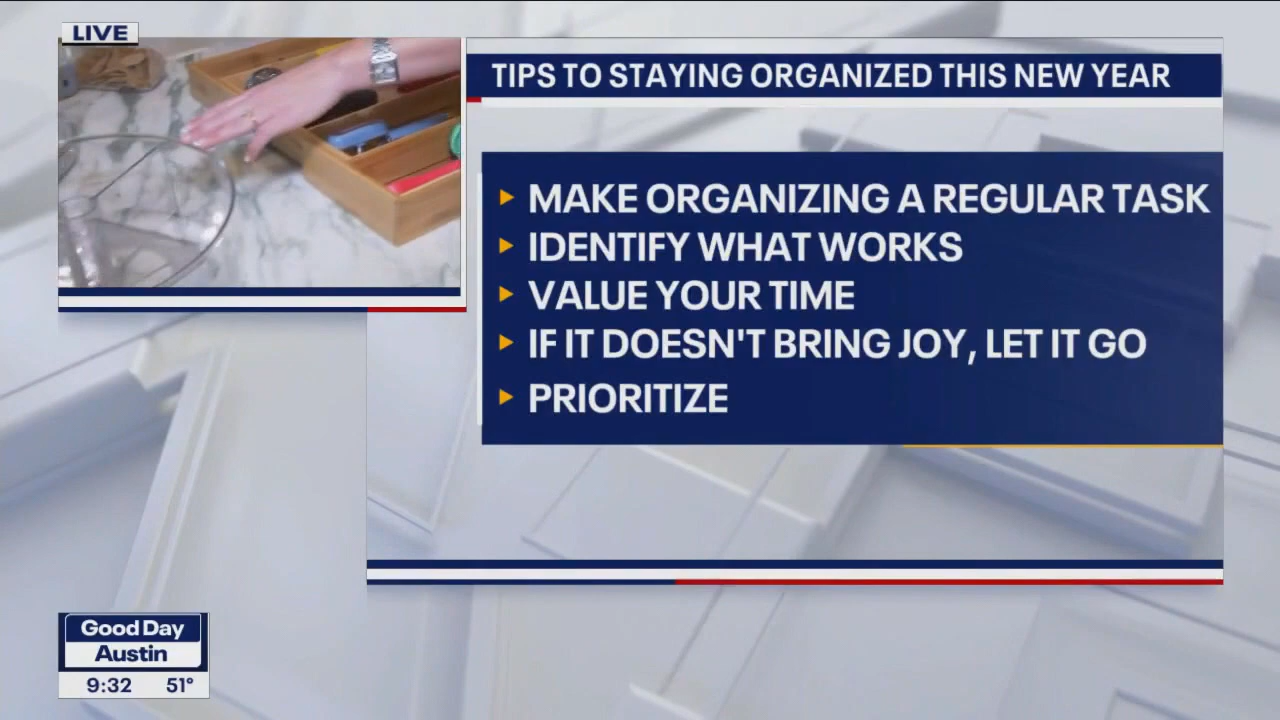 LIVE
TIPS TO STAYING ORGANIZED THIS NEW YEAR
MAKE ORGANIZING A REGULAR TASK
IDENTIFY WHAT WORKS
VALUE YOUR TIME
IF IT DOESN'T BRING JOY, LET IT GO
PRIORITIZE
Good Day
Austin
9:32 51°